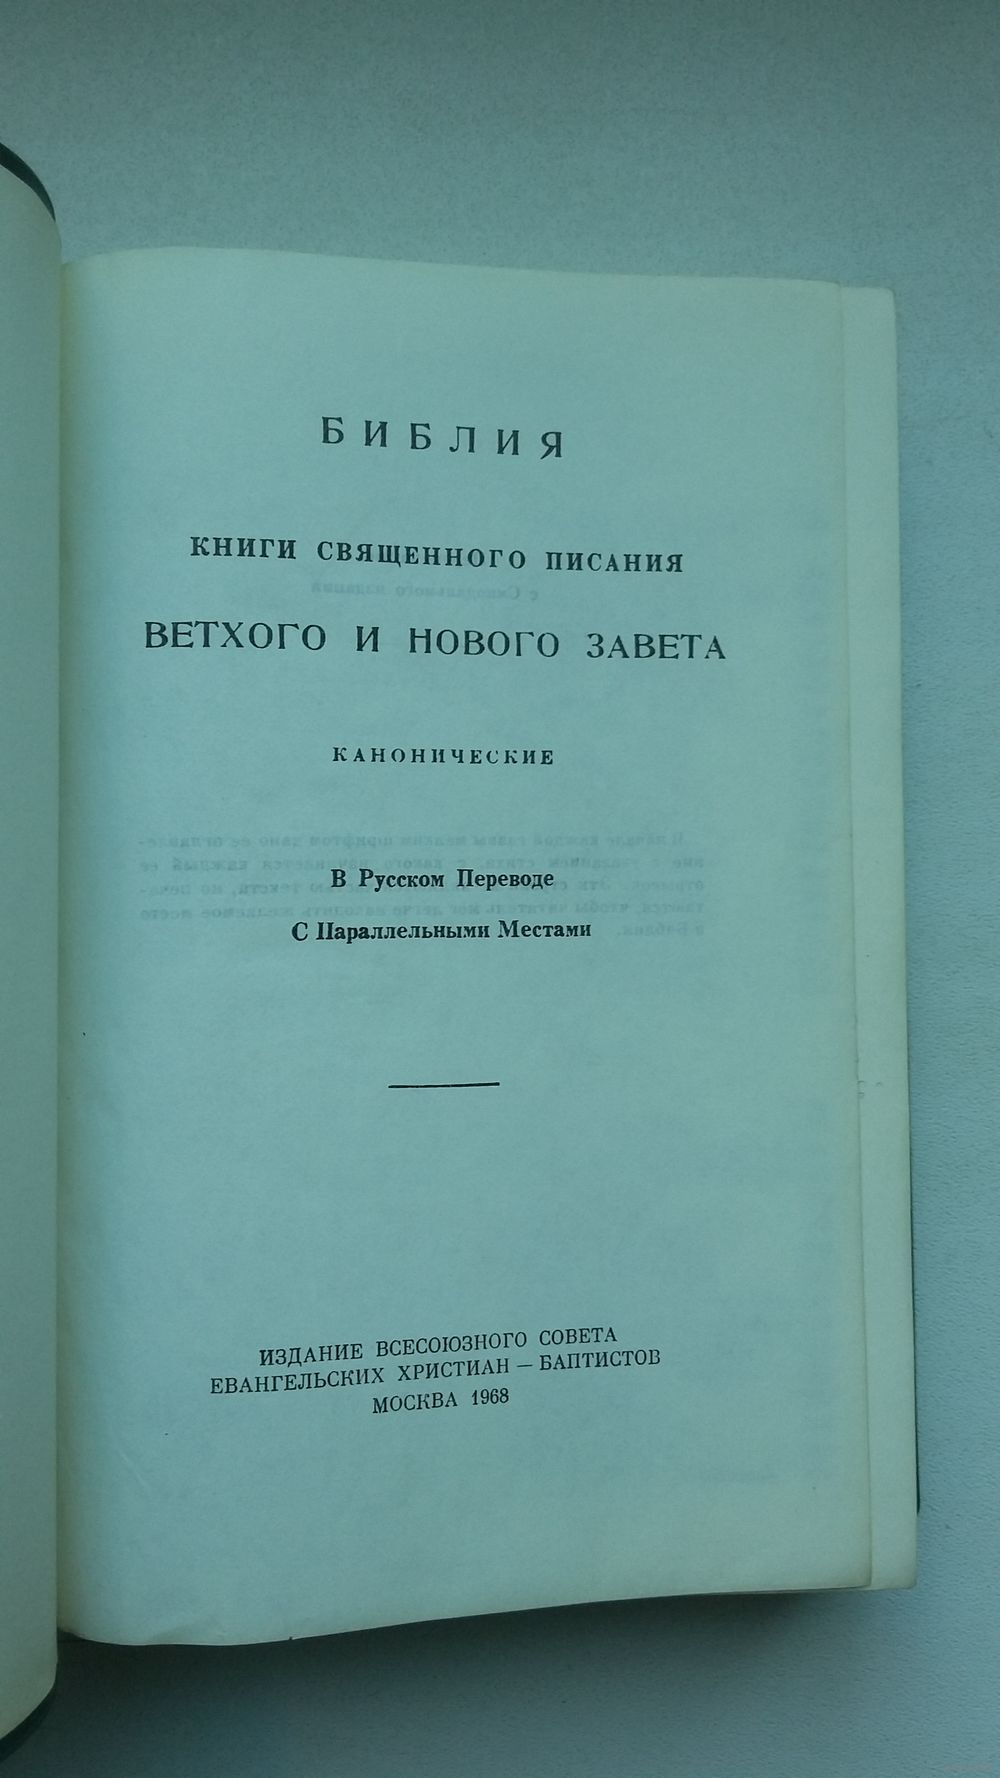 БИБЛИЯ
КНИГИ СВЯЩЕННОГО ПИСАНИЯ
ВЕТХОГО И НОВОГО ЗАВЕТА
КАНОНИЧЕСКИЕ
В Русском Переводе
С Параллельными Местами
ИЗДАНИЕ ВСЕСОЮЗНОГО СОВЕТА
ЕВАНГЕЛЬСКИХ ХРИСТИАН — БАПТИСТОВ
МОСКВА 1968